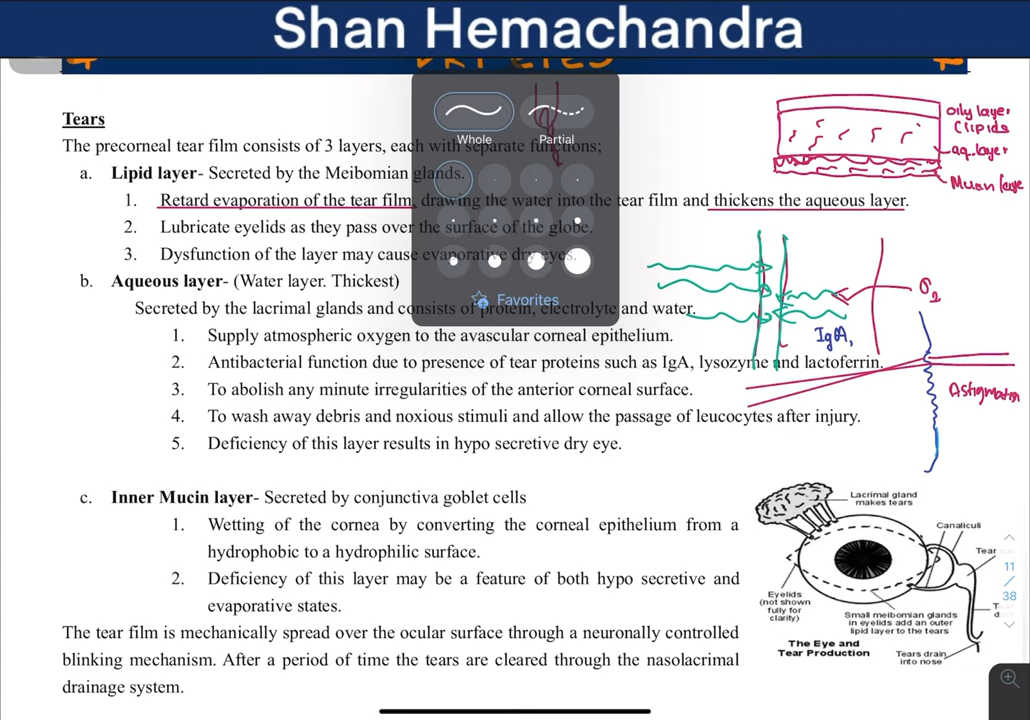 Shan Hemachandra
DRY EYES
Tears
The precorneal tear film consists of 3 layers, each with separate functions;
a. Lipid layer- Secreted by the Meibomian glands.
1. Retard evaporation of the tear film, drawing the water into the tear film and thickens the aqueous layer.
2. Lubricate eyelids as they pass over the surface of the globe.
3. Dysfunction of the layer may cause evaporative dry eyes.
b. Aqueous layer- (Water layer. Thickest)
Secreted by the lacrimal glands and consists of protein, electrolyte and water.
1. Supply atmospheric oxygen to the avascular corneal epithelium.
2. Antibacterial function due to presence of tear proteins such as IgA, lysozyme and lactoferrin.
3. To abolish any minute irregularities of the anterior corneal surface.
4. To wash away debris and noxious stimuli and allow the passage of leucocytes after injury.
5. Deficiency of this layer results in hypo secretive dry eye.
c. Inner Mucin layer- Secreted by conjunctiva goblet cells
1. Wetting of the cornea by converting the corneal epithelium from a
hydrophobic to a hydrophilic surface.
2. Deficiency of this layer may be a feature of both hypo secretive and
evaporative states.
The tear film is mechanically spread over the ocular surface through a neuronally controlled
blinking mechanism. After a period of time the tears are cleared through the nasolacrimal
drainage system.
Whole
Partial
Favorites
oily layer
(lipids
aq. layer
layer
O2
IgA,
Lacrimal gland
makes tears
Canaliculi
Tear
11
/
38
Eyelids
(not shown
fully for
clarity)
Small meibomian glands
in eyelids add an outer
lipid layer to the tears
The Eye and
Tear Production
Tears drain
into nose